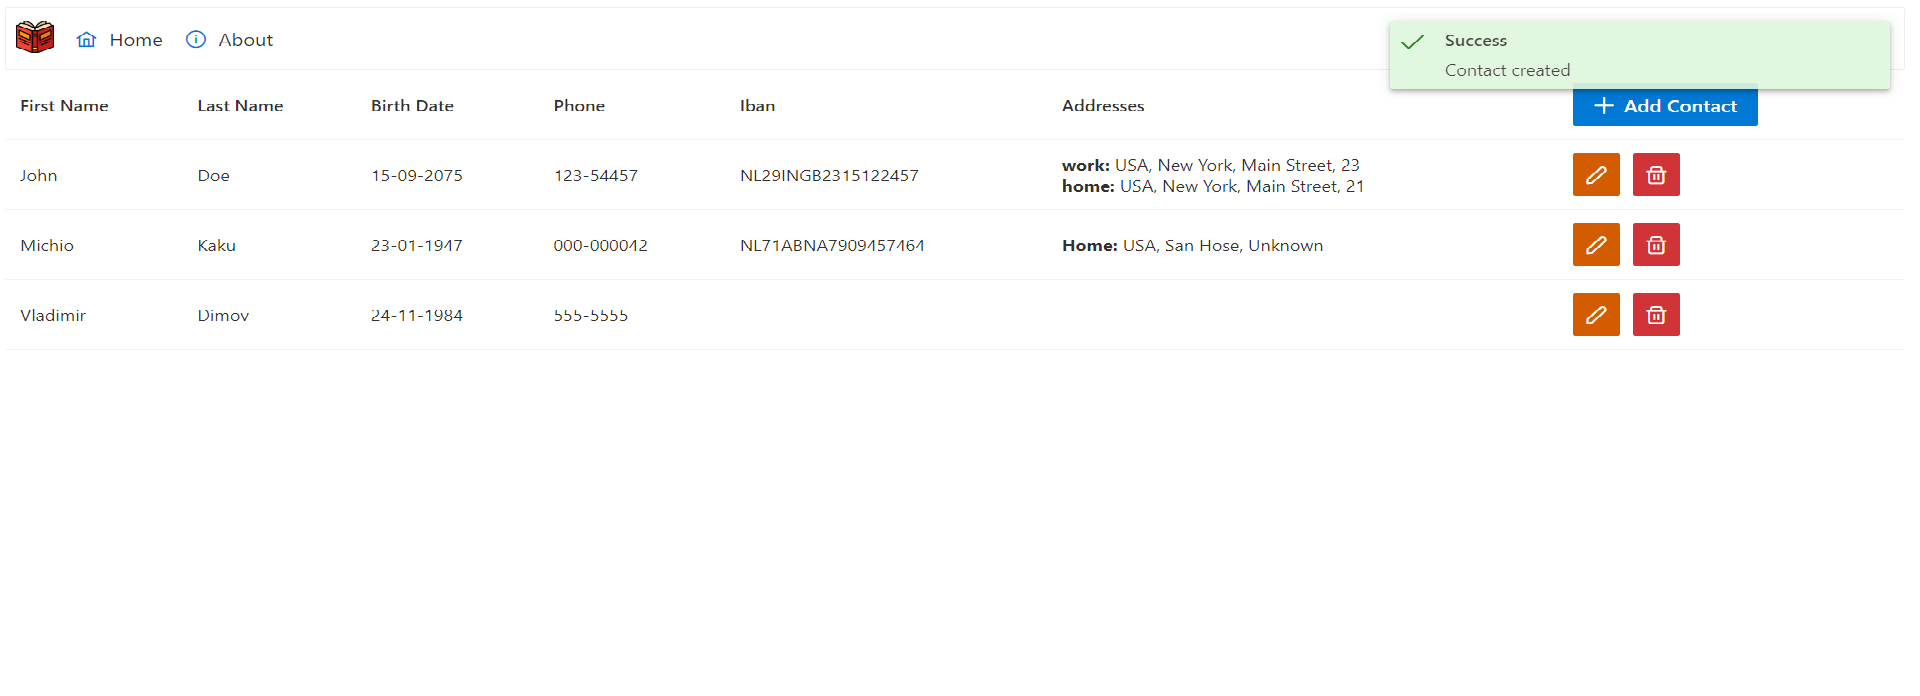 Home About
Success
Contact created
First Name Last Name Birth Date Phone Iban Addresses Add Contact
John Doe 15-09-2075 123-54457 NL29INGB2315122457 work: USA, New York, Main Street, 23
home: USA, New York, Main Street, 21
Michio Kaku 23-01-1947 000-000042 NL71ABNA7909457464 Home: USA, San Hose, Unknown
Vladimir Dimov 24-11-1984 555-5555